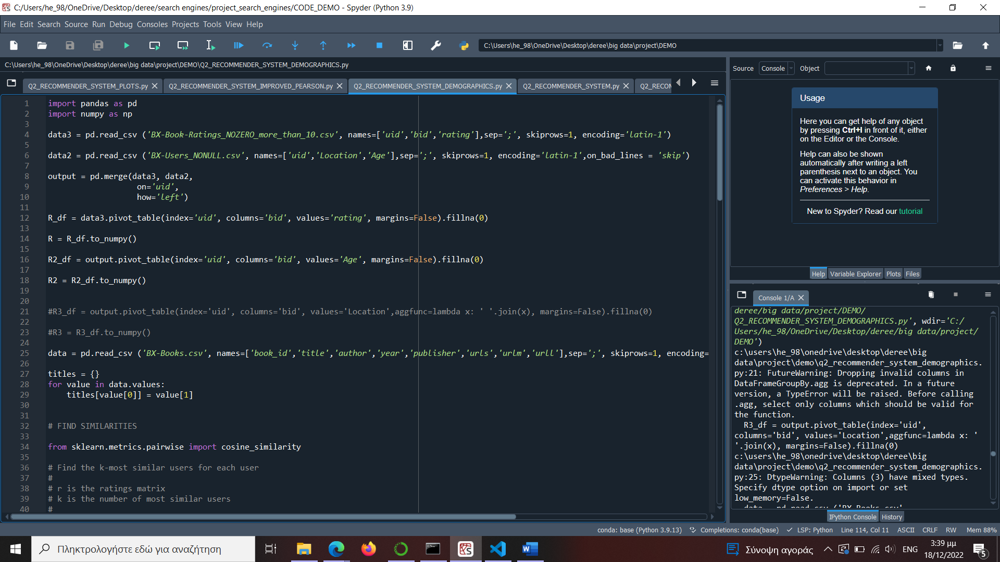 C:/Users/he_98/OneDrive/Desktop/deree/search engines/project_search_engines/CODE_DEMO - Spyder (Python 3.9)
File Edit Search Source Run Debug Consoles Projects Tools View Help
C:\Users\he_98\OneDrive\Desktop\deree\big data\project\DEMO
C:\Users\he_98\OneDrive\Desktop\deree\big data\project\DEMO\Q2_RECOMMENDER_SYSTEM_DEMOGRAPHICS.py
Q2_RECOMMENDER_SYSTEM_PLOTS.py Q2_RECOMMENDER_SYSTEM_IMPROVED_PEARSON.py Q2_RECOMMENDER_SYSTEM_DEMOGRAPHICS.py Q2_RECOMMENDER_SYSTEM.py Q2_RECON
1 import pandas as pd
2 import numpy as np
3
4 data3 = pd.read_csv ('BX-Book-Ratings_NOZERO_more_than_10.csv', names=['uid','bid','rating'],sep=';', skiprows=1, encoding='latin-1')
5
6 data2 = pd.read_csv ('BX-Users_NONULL.csv', names=['uid','Location','Age'],sep=';', skiprows=1, encoding='latin-1',on_bad_lines = 'skip')
7
8 output = pd.merge(data3, data2,
9 on='uid',
10 how='left')
11
12 R_df = data3.pivot_table(index='uid', columns='bid', values='rating', margins=False).fillna(0)
13
14 R = R_df.to_numpy()
15
16 R2_df = output.pivot_table(index='uid', columns='bid', values='Age', margins=False).fillna(0)
17
18 R2 = R2_df.to_numpy()
19
20
21 #R3_df = output.pivot_table(index='uid', columns='bid', values='Location',aggfunc=lambda x: ' '.join(x), margins=False).fillna(0)
22
23 #R3 = R3_df.to_numpy()
24
25 data = pd.read_csv ('BX-Books.csv', names=['book_id','title','author','year','publisher','urls','urlm','urll'],sep=';', skiprows=1, encoding=
26
27 titles = {}
28 for value in data.values:
29 titles[value[0]] = value[1]
30
31
32 # FIND SIMILARITIES
33
34 from sklearn.metrics.pairwise import cosine_similarity
35
36 # Find the k-most similar users for each user
37 #
38 # r is the ratings matrix
39 # k is the number of most similar users
40 #
Source Console Object
Usage
Here you can get help of any object
by pressing Ctrl+I in front of it, either
on the Editor or the Console.
Help can also be shown
automatically after writing a left
parenthesis next to an object. You
can activate this behavior in
Preferences > Help.
New to Spyder? Read our tutorial
Help Variable Explorer Plots Files
Console 1/A
deree/big data/project/DEMO/
Q2_RECOMMENDER_SYSTEM_DEMOGRAPHICS.py', wdir='C:/
Users/he_98/OneDrive/Desktop/deree/big data/project/
DEMO')
c:\users\he_98\onedrive\desktop\deree\big
data\project\demo\q2_recommender_system_demographics.
py:21: FutureWarning: Dropping invalid columns in
DataFrameGroupBy.agg is deprecated. In a future
version, a TypeError will be raised. Before calling
.agg, select only columns which should be valid for
the function.
R3_df = output.pivot_table(index='uid',
columns='bid', values='Location',aggfunc=lambda x: '
'.join(x), margins=False).fillna(0)
c:\users\he_98\onedrive\desktop\deree\big
data\project\demo\q2_recommender_system_demographics.
py:25: DtypeWarning: Columns (3) have mixed types.
Specify dtype option on import or set
low_memory=False.
data = pd.read_csv ('BX-Books.csv',
IPython Console History
conda: base (Python 3.9.13) Completions: conda(base) LSP: Python Line 114, Col 11 ASCII CRLF RW Mem 88%
Πληκτρολογήστε εδώ για αναζήτηση
Σύνοψη αγοράς ENG
3:39 μμ
18/12/2022
5